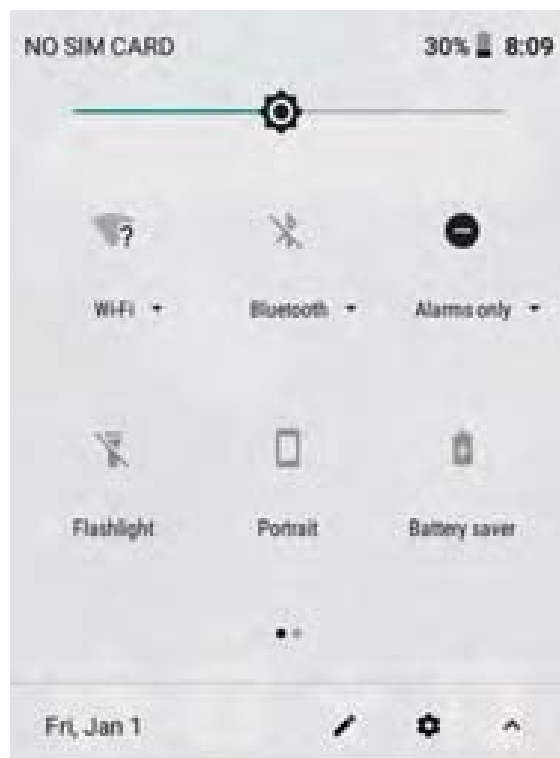 NO SIM CARD 30% 8:09
?
Wi-Fi Bluetooth Alarms only
Flashlight Portrait Battery saver
Fri, Jan 1